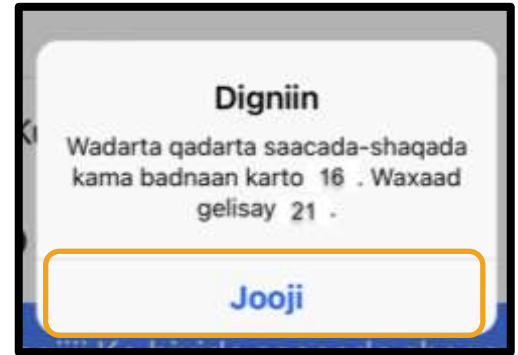 Digniin
Wadarta qadarta saacada-shaqada
kama badnaan karto 16 . Waxaad
gelisay 21 .
Jooji